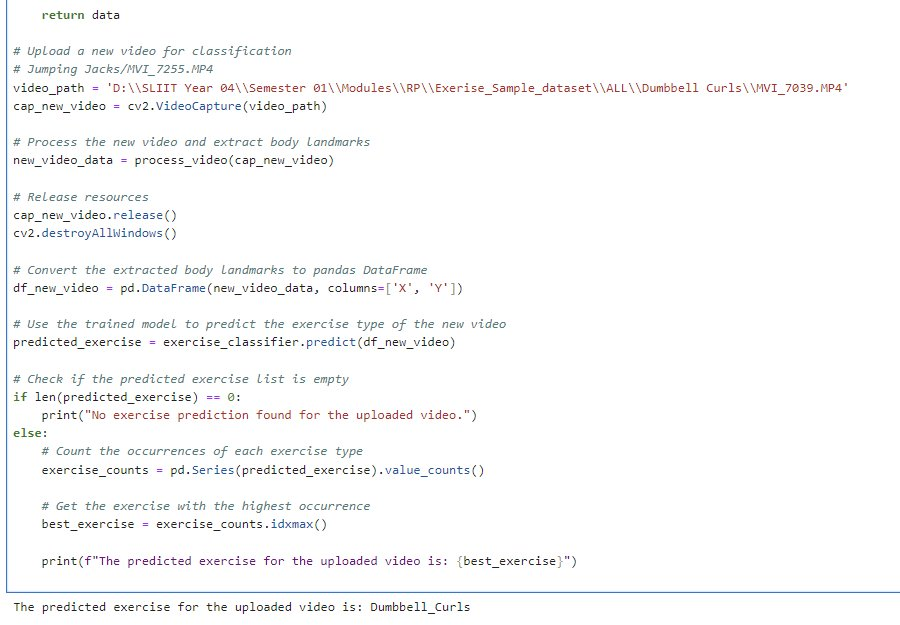 return data
# Upload a new video for classification
# Jumping Jacks/MVI_7255.MP4
video_path = 'D:\\SLIIT Year 04\\Semester 01\\Modules\\RP\\Exerise_Sample_dataset\\ALL\\Dumbbell Curls\\MVI_7039.MP4'
cap_new_video = cv2.VideoCapture(video_path)
# Process the new video and extract body landmarks
new_video_data = process_video(cap_new_video)
# Release resources
cap_new_video.release()
cv2.destroyAllWindows()
# Convert the extracted body landmarks to pandas DataFrame
df_new_video = pd.DataFrame(new_video_data, columns=['X', 'Y'])
# Use the trained model to predict the exercise type of the new video
predicted_exercise = exercise_classifier.predict(df_new_video)
# Check if the predicted exercise list is empty
if len(predicted_exercise) == 0:
    print("No exercise prediction found for the uploaded video.")
else:
    # Count the occurrences of each exercise type
    exercise_counts = pd.Series(predicted_exercise).value_counts()
    # Get the exercise with the highest occurrence
    best_exercise = exercise_counts.idxmax()
    print(f"The predicted exercise for the uploaded video is: {best_exercise}")
The predicted exercise for the uploaded video is: Dumbbell_Curls